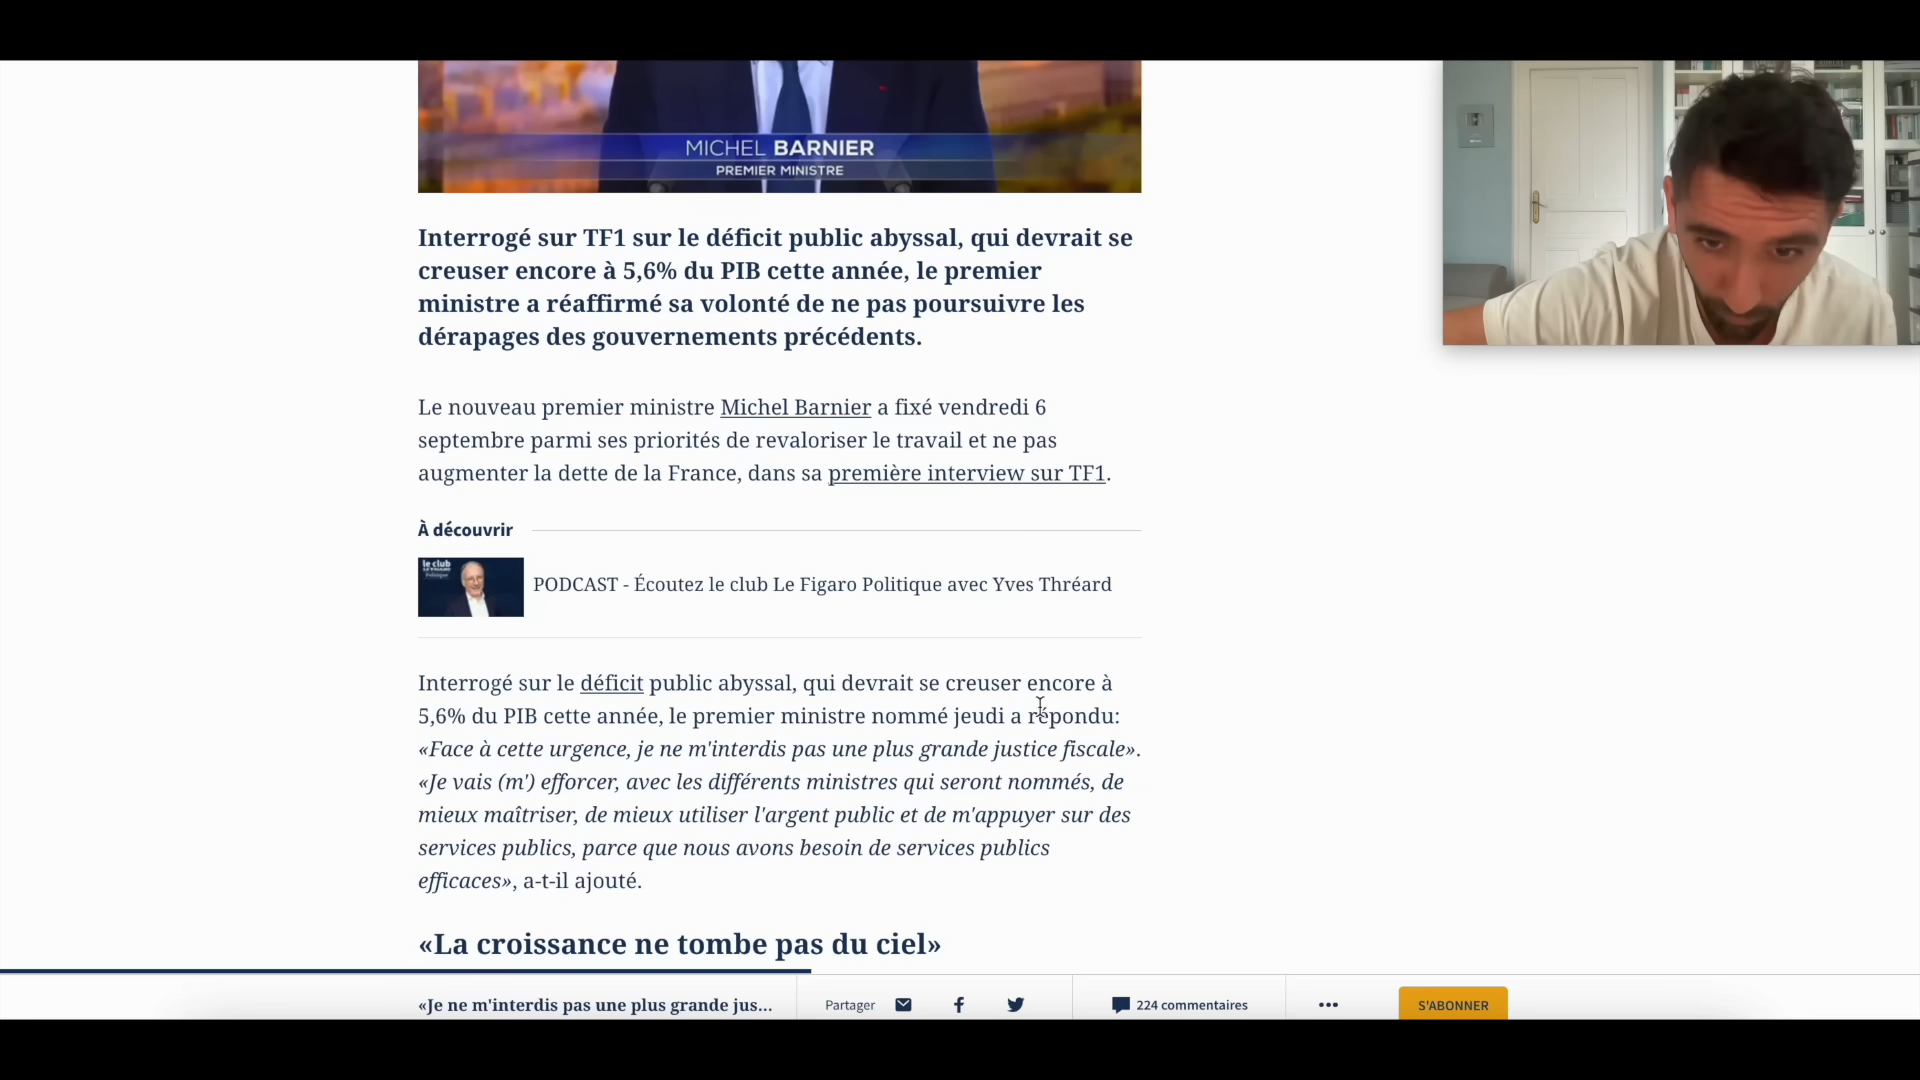 MICHEL BARNIER
PREMIER MINISTRE
Interrogé sur TF1 sur le déficit public abyssal, qui devrait se
creuser encore à 5,6% du PIB cette année, le premier
ministre a réaffirmé sa volonté de ne pas poursuivre les
dérapages des gouvernements précédents.
Le nouveau premier ministre Michel Barnier a fixé vendredi 6
septembre parmi ses priorités de revaloriser le travail et ne pas
augmenter la dette de la France, dans sa première interview sur TF1.
À découvrir
le club
LE FIGARO
Politique
PODCAST - Écoutez le club Le Figaro Politique avec Yves Thréard
Interrogé sur le déficit public abyssal, qui devrait se creuser encore à
5,6% du PIB cette année, le premier ministre nommé jeudi a répondu:
«Face à cette urgence, je ne m'interdis pas une plus grande justice fiscale».
«Je vais (m') efforcer, avec les différents ministres qui seront nommés, de
mieux maîtriser, de mieux utiliser l'argent public et de m'appuyer sur des
services publics, parce que nous avons besoin de services publics
efficaces», a-t-il ajouté.
«La croissance ne tombe pas du ciel»
«Je ne m'interdis pas une plus grande jus...
Partager
224 commentaires
S'ABONNER